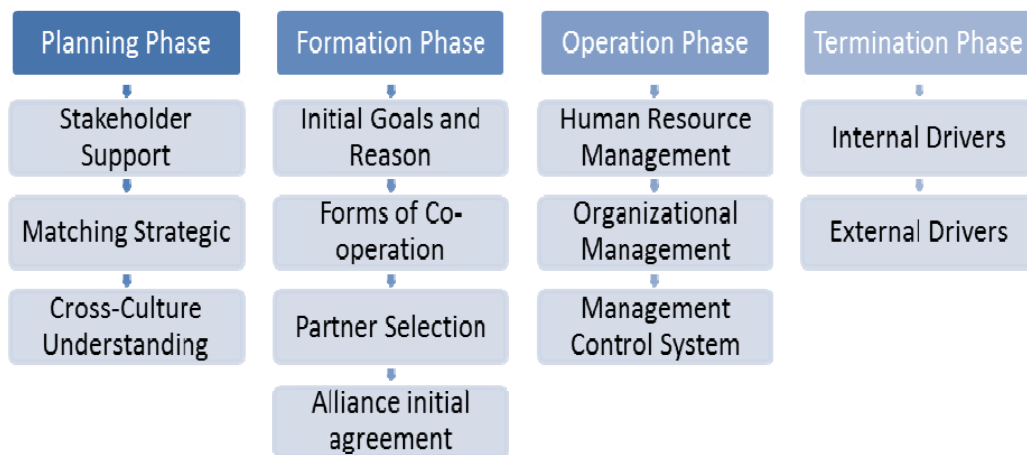 Planning Phase
Stakeholder
Support
Matching Strategic
Cross-Culture
Understanding
Formation Phase
Initial Goals and
Reason
Forms of Co-
operation
Partner Selection
Alliance initial
agreement
Operation Phase
Human Resource
Management
Organizational
Management
Management
Control System
Termination Phase
Internal Drivers
External Drivers